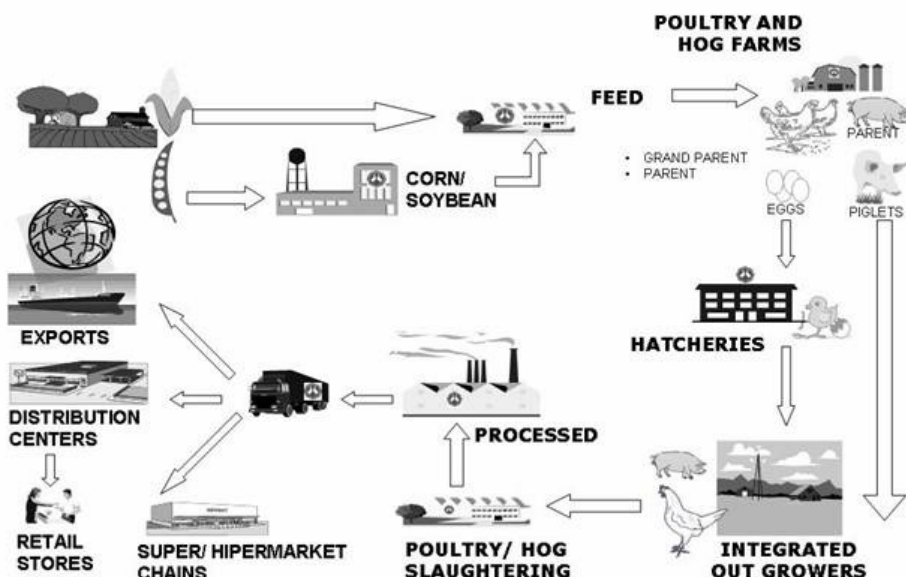 POULTRY AND
HOG FARMS
FEED
PARENT
• GRAND PARENT
• PARENT
CORN/
SOYBEAN
EGGS
PIGLETS
EXPORTS
HATCHERIES
DISTRIBUTION
CENTERS
PROCESSED
RETAIL
STORES
SUPER/ HIPERMARKET
CHAINS
POULTRY/ HOG
SLAUGHTERING
INTEGRATED
OUT GROWERS